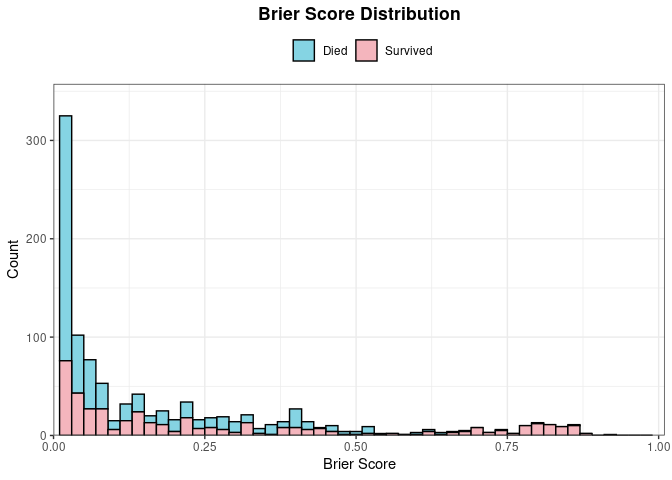 Brier Score Distribution
Died Survived
300
200
100
0
0.00 0.25 0.50 0.75 1.00
Count
Brier Score